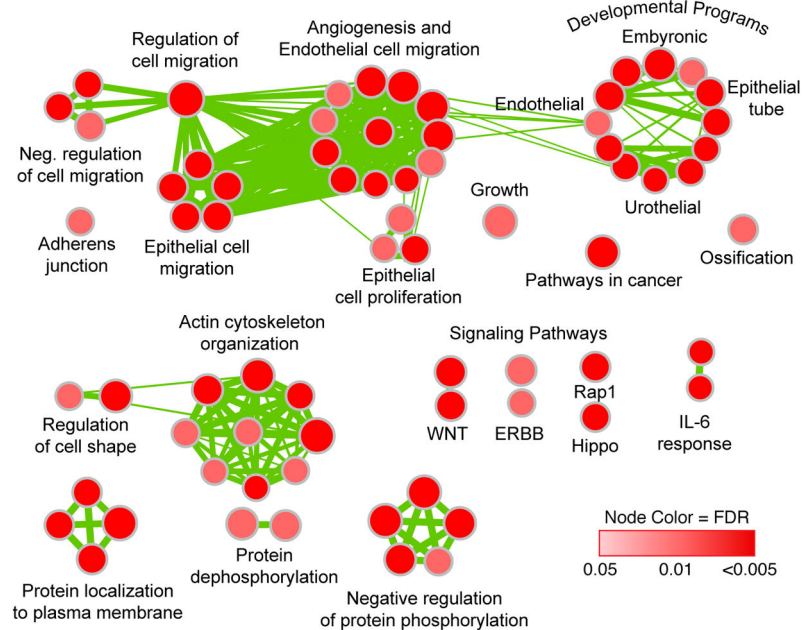 Developmental Programs
Angiogenesis and
Endothelial cell migration
Regulation of
cell migration
Embyronic
Epithelial
tube
Endothelial
Neg. regulation
of cell migration
Growth
Urothelial
Adherens
junction
Epithelial cell
migration
Ossification
Epithelial
cell proliferation
Pathways in cancer
Actin cytoskeleton
organization
Signaling Pathways
Rap1
Regulation
of cell shape
WNT
ERBB
Hippo
IL-6
response
Node Color = FDR
0.05 0.01 <0.005
Protein
dephosphorylation
Protein localization
to plasma membrane
Negative regulation
of protein phosphorylation